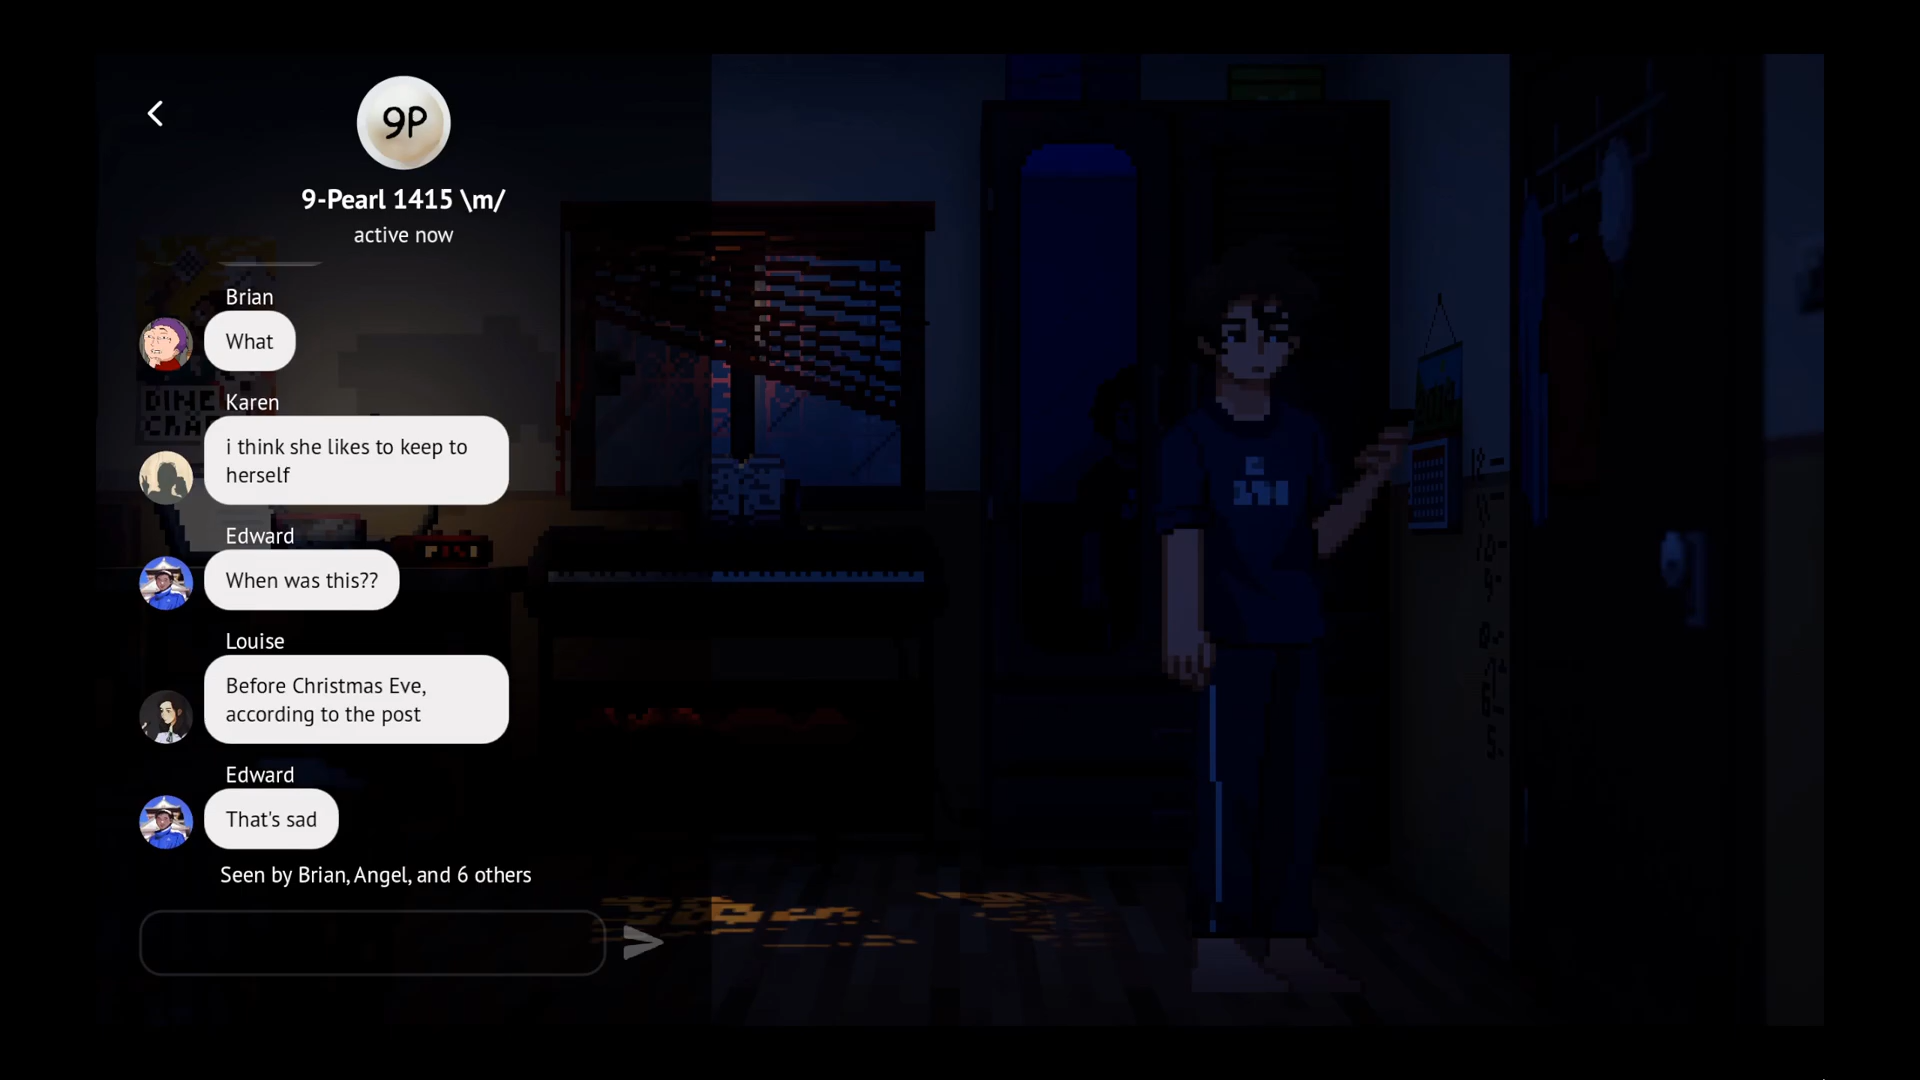 9P
9-Pearl 1415 \m/
active now
Brian
What
Karen
i think she likes to keep to
herself
Edward
When was this??
Louise
Before Christmas Eve,
according to the post
Edward
That's sad
Seen by Brian, Angel, and 6 others
DINE